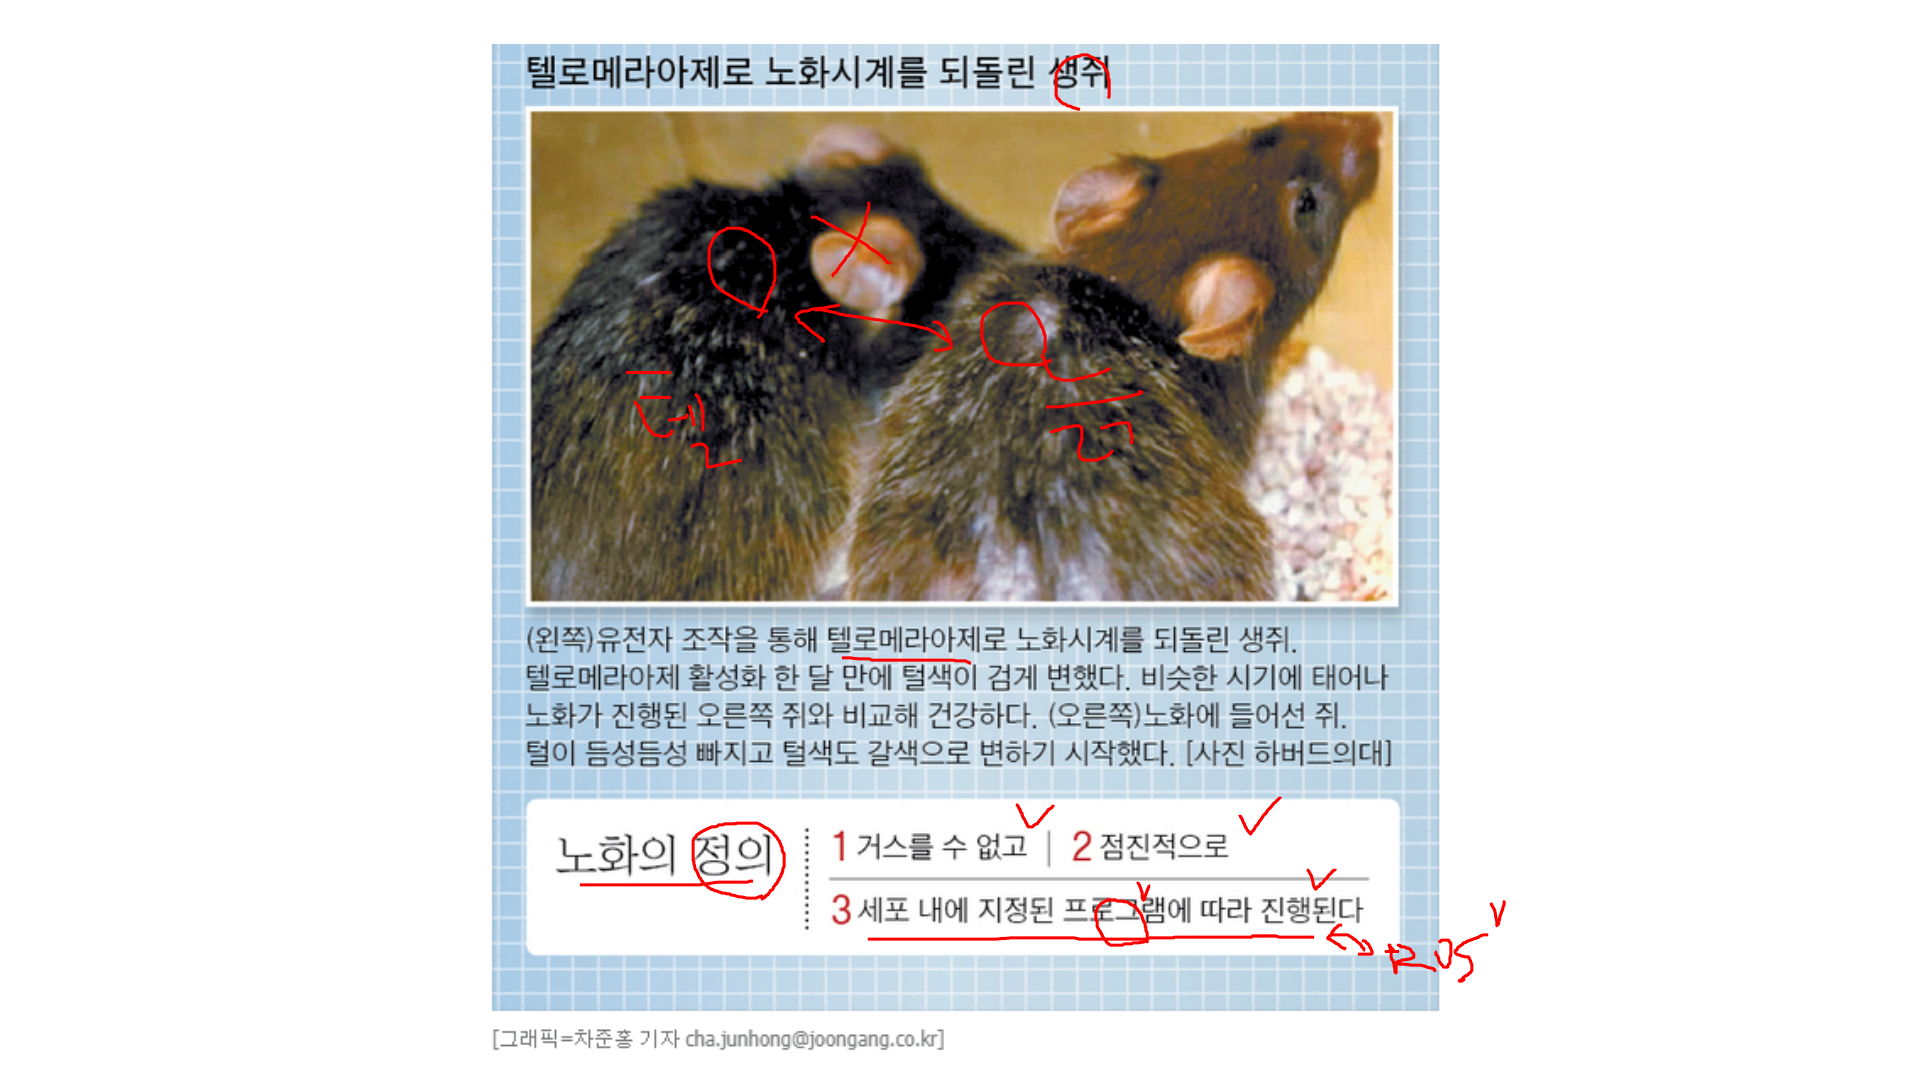 텔로메라아제로 노화시계를 되돌린 생쥐
텔
(왼쪽)유전자 조작을 통해 텔로메라아제로 노화시계를 되돌린 생쥐.
텔로메라아제 활성화 한 달 만에 털색이 검게 변했다. 비슷한 시기에 태어나
노화가 진행된 오른쪽 쥐와 비교해 건강하다. (오른쪽)노화에 들어선 쥐.
털이 듬성듬성 빠지고 털색도 갈색으로 변하기 시작했다. [사진 하버드의대]
노화의 정의
1 거스를 수 없고 | 2 점진적으로
3 세포 내에 지정된 프로그램에 따라 진행된다
ROS
[그래픽=차준홍 기자 cha.junhong@joongang.co.kr]